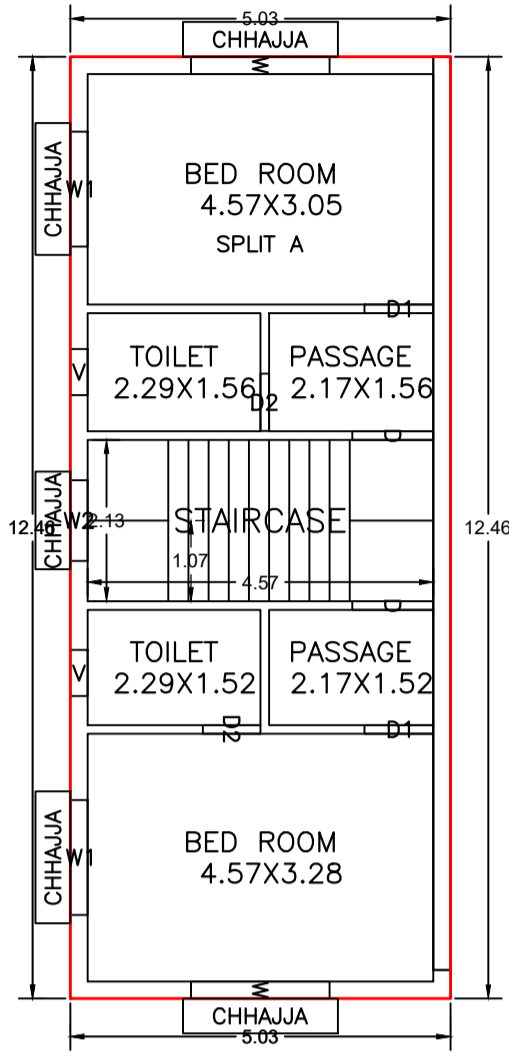 5.03
CHHAJJA
CHHAJJA
W1
BED ROOM
4.57X3.05
SPLIT A
D1
TOILET
2.29X1.56
PASSAGE
2.17X1.56
V
D2
D
CHHAJJA
W2
2.13
STAIRCASE
12.46
12.46
1.07
4.57
D
TOILET
2.29X1.52
PASSAGE
2.17X1.52
V
D2
D1
CHHAJJA
W1
BED ROOM
4.57X3.28
CHHAJJA
5.03